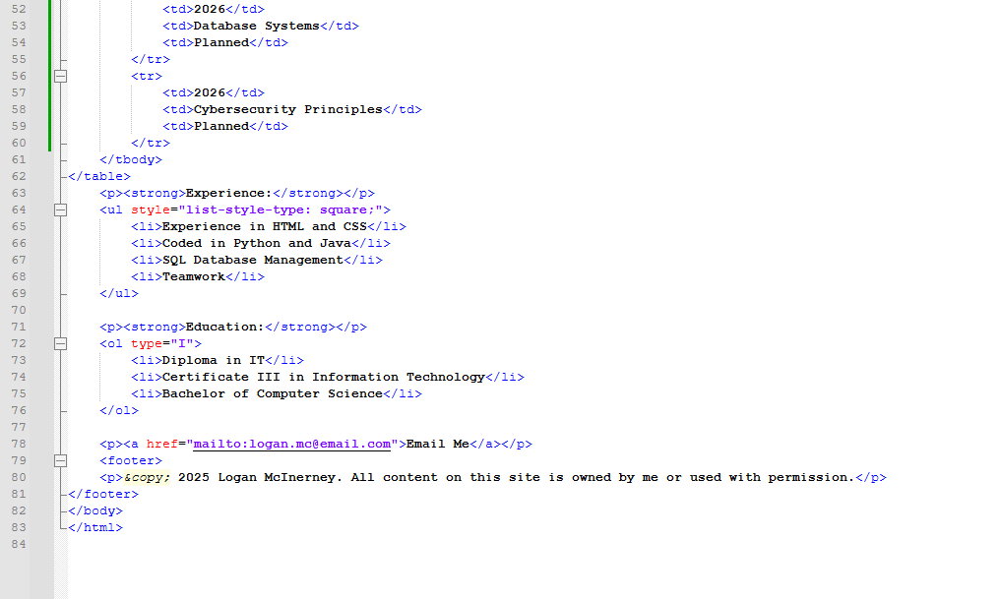 52             <td>2026</td>
53             <td>Database Systems</td>
54             <td>Planned</td>
55         </tr>
56         <tr>
57             <td>2026</td>
58             <td>Cybersecurity Principles</td>
59             <td>Planned</td>
60         </tr>
61     </tbody>
62 </table>
63     <p><strong>Experience:</strong></p>
64     <ul style="list-style-type: square;">
65         <li>Experience in HTML and CSS</li>
66         <li>Coded in Python and Java</li>
67         <li>SQL Database Management</li>
68         <li>Teamwork</li>
69     </ul>
70
71     <p><strong>Education:</strong></p>
72     <ol type="I">
73         <li>Diploma in IT</li>
74         <li>Certificate III in Information Technology</li>
75         <li>Bachelor of Computer Science</li>
76     </ol>
77
78     <p><a href="mailto:logan.mc@email.com">Email Me</a></p>
79     <footer>
80     <p>&copy; 2025 Logan McInerney. All content on this site is owned by me or used with permission.</p>
81 </footer>
82 </body>
83 </html>
84